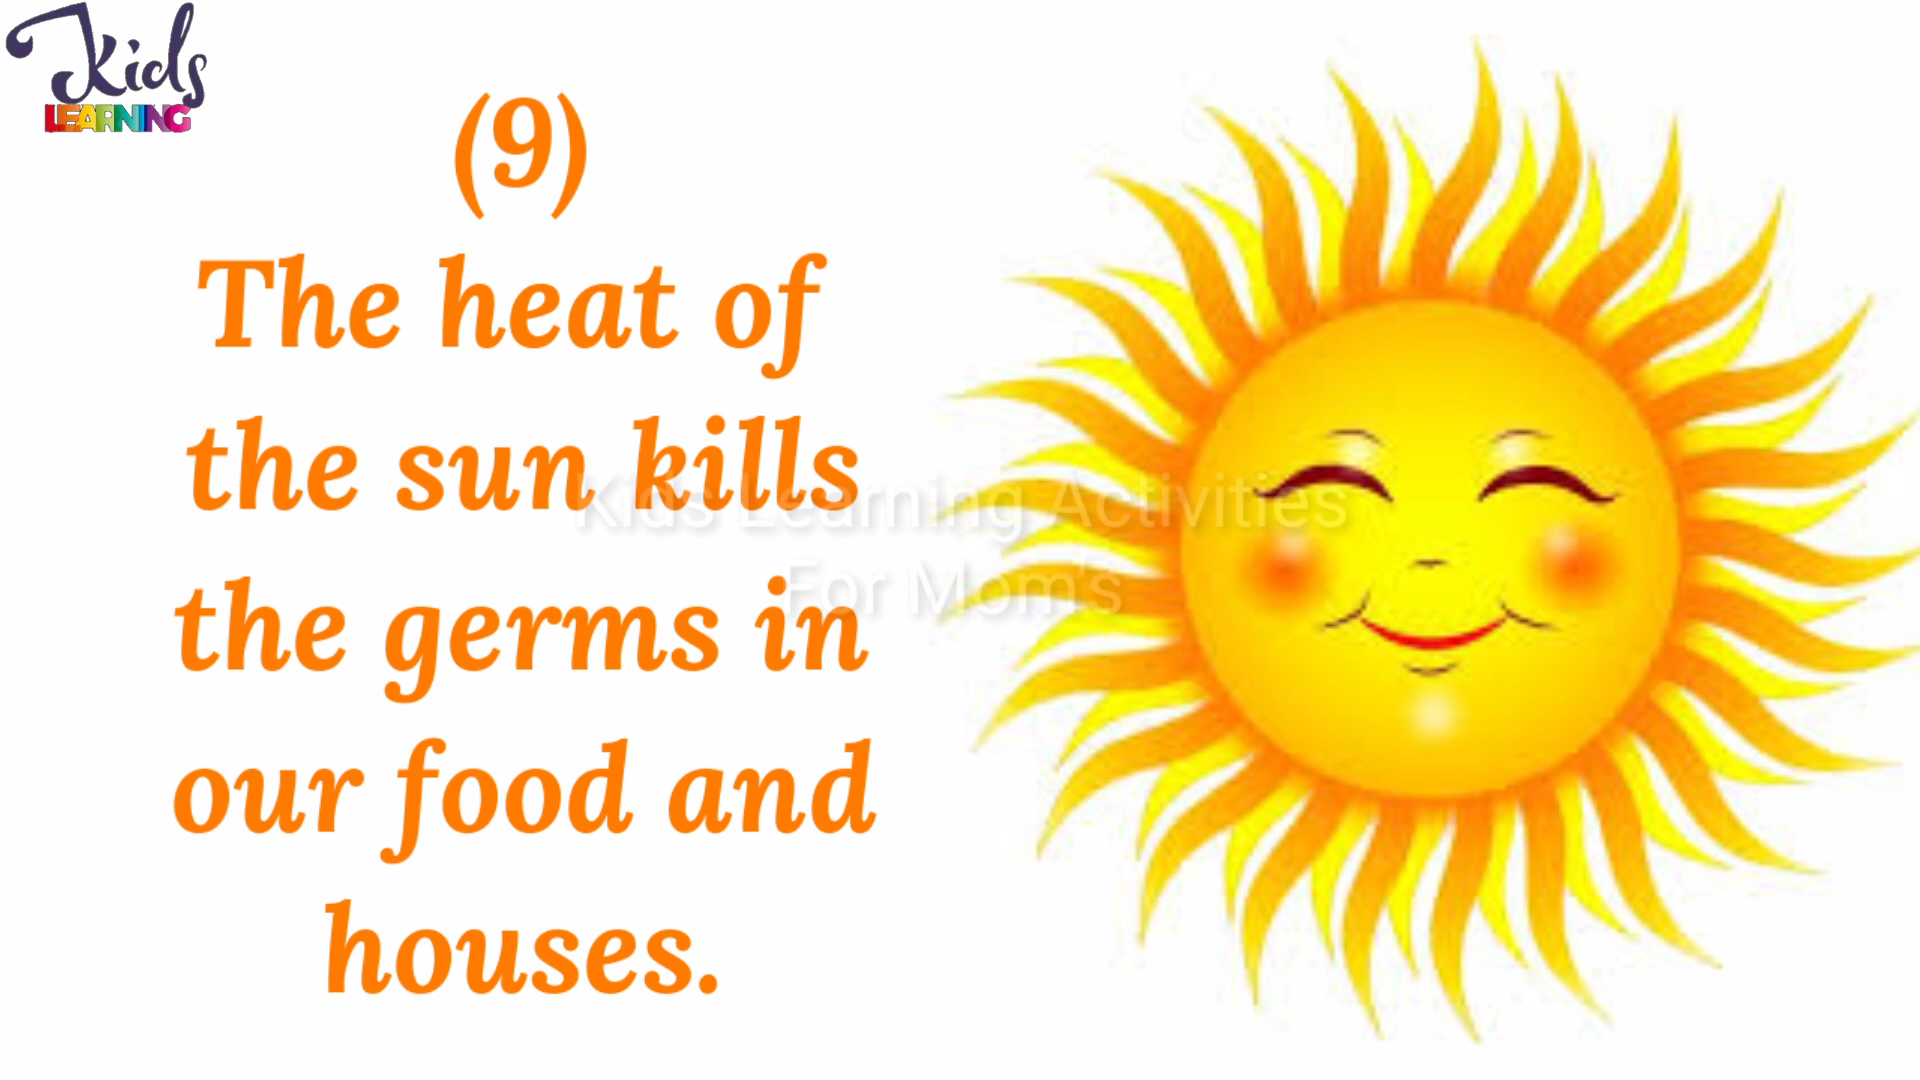 Kids
LEARNING
(9)
The heat of
the sun kills
the germs in
our food and
houses.
Kids Learning Activities
For Mom's